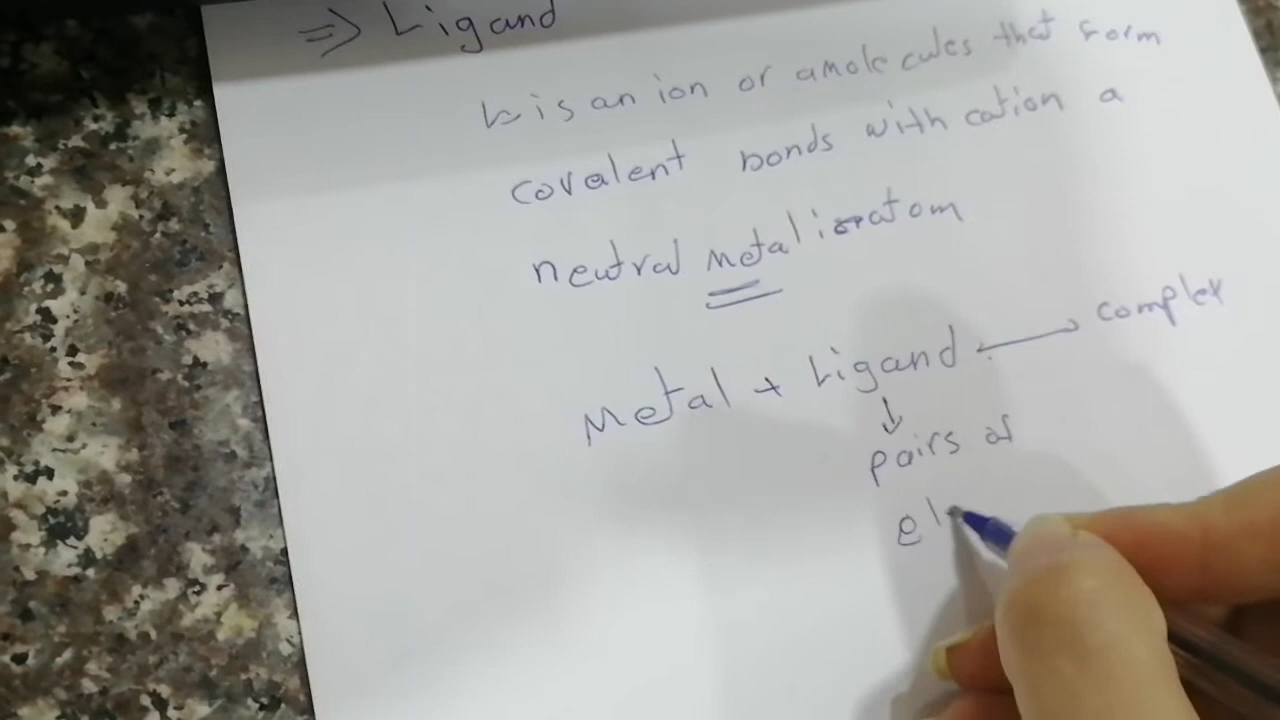 => Ligand
is an ion or a molecules that form
covalent bonds with cation a
neutral metal atom
Metal + Ligand → complex
↓
pairs of
el